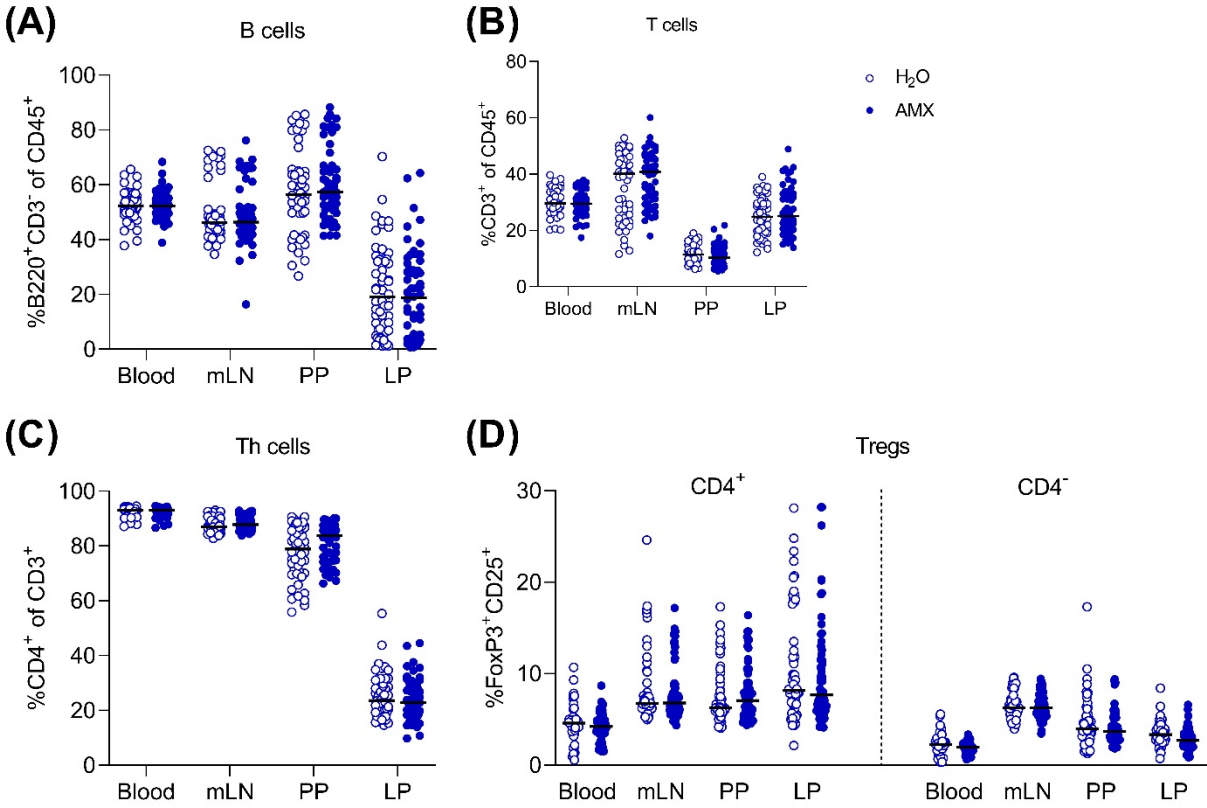 (A)
B cells
%B220⁺CD3⁻ of CD45⁺
100
80
60
40
20
0
Blood mLN PP LP
(B)
T cells
%CD3⁺ of CD45⁺
80
60
40
20
0
Blood mLN PP LP
H₂O
AMX
(C)
Th cells
%CD4⁺ of CD3⁺
100
80
60
40
20
0
Blood mLN PP LP
(D)
Tregs
CD4⁺ CD4⁻
%FoxP3⁺CD25⁺
30
20
10
0
Blood mLN PP LP Blood mLN PP LP